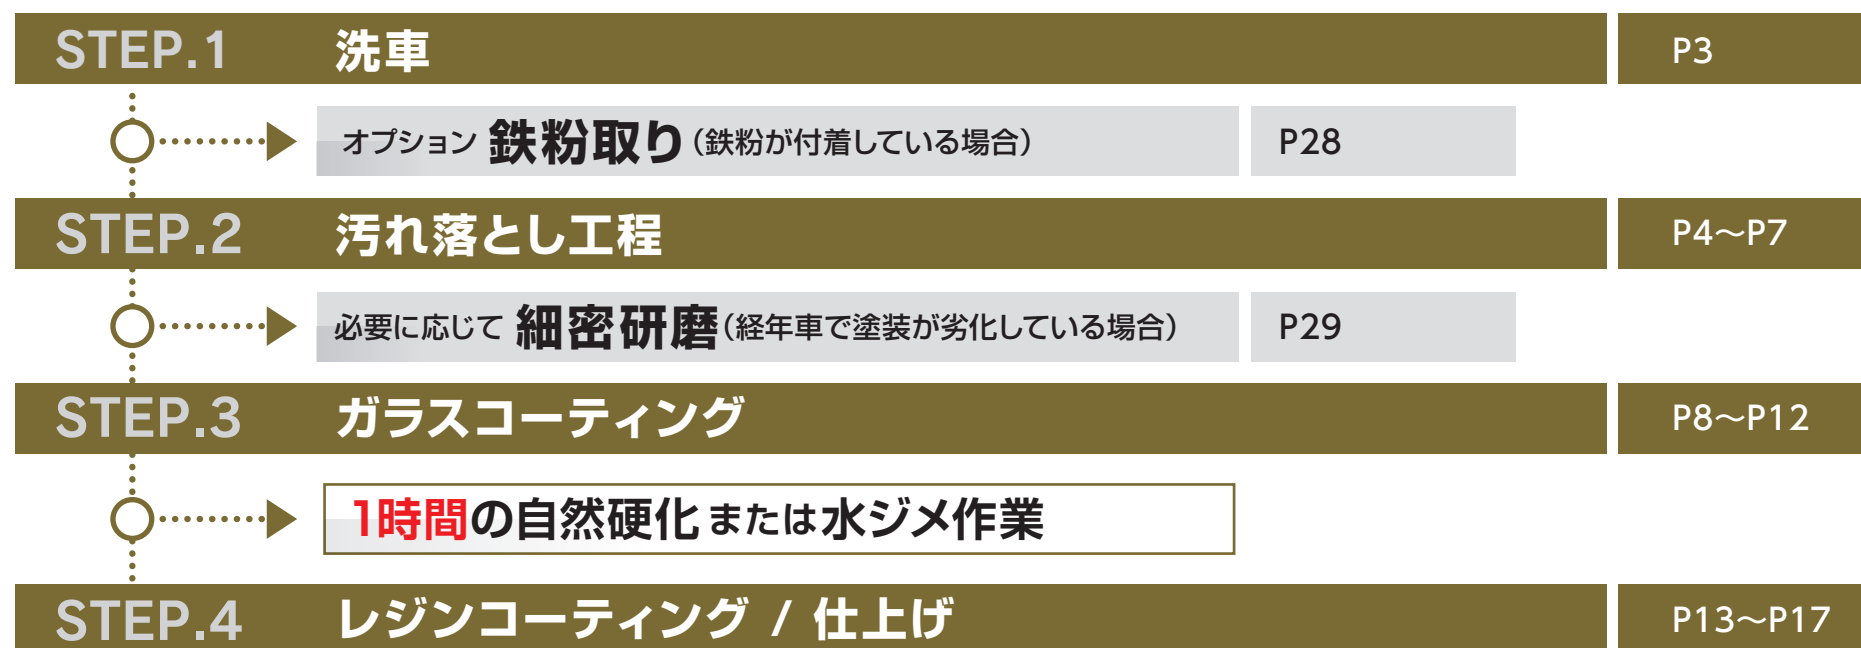 STEP.1 洗車 P3
オプション 鉄粉取り(鉄粉が付着している場合) P28
STEP.2 汚れ落とし工程 P4～P7
必要に応じて 細密研磨(経年車で塗装が劣化している場合) P29
STEP.3 ガラスコーティング P8～P12
1時間の自然硬化または水ジメ作業
STEP.4 レジンコーティング / 仕上げ P13～P17